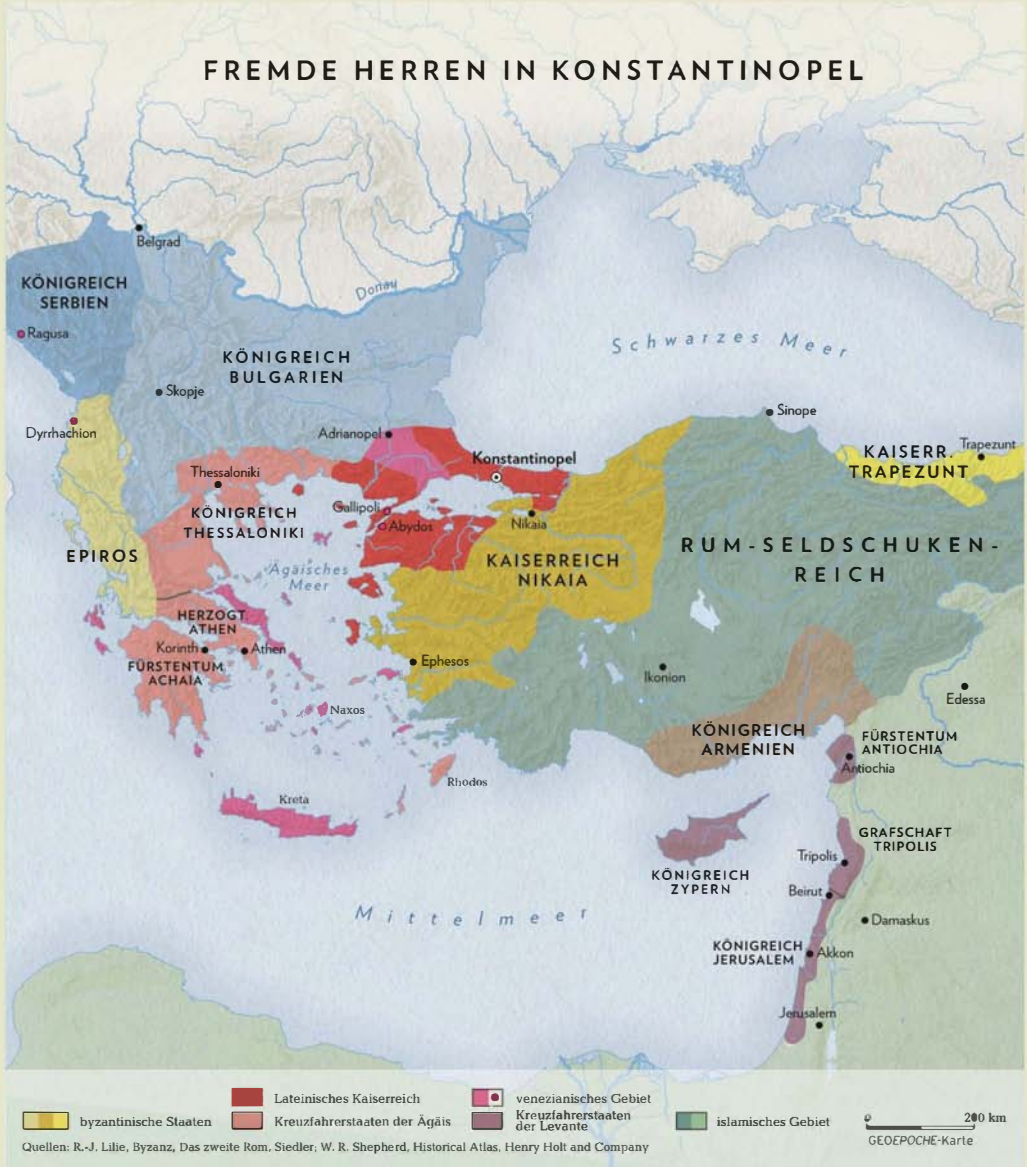 FREMDE HERREN IN KONSTANTINOPEL
Belgrad
KÖNIGREICH
SERBIEN
Donau
Ragusa
Schwarzes Meer
KÖNIGREICH
BULGARIEN
Skopje
Sinope
Dyrrhachion
Adrianopel
Trapezunt
KAISERR.
TRAPEZUNT
Konstantinopel
Thessaloniki
Gallipoli
KÖNIGREICH
THESSALONIKI
Abydos
Nikaia
EPIROS
KAISERREICH
NIKAIA
RUM-SELDSCHUKEN-
REICH
Ägäisches
Meer
HERZOGT.
ATHEN
Korinth
Athen
FÜRSTENTUM
ACHAIA
Ephesos
Ikonion
Edessa
Naxos
KÖNIGREICH
ARMENIEN
FÜRSTENTUM
ANTIOCHIA
Antiochia
Rhodos
Kreta
GRAFSCHAFT
TRIPOLIS
Tripolis
KÖNIGREICH
ZYPERN
Beirut
Mittelmeer
Damaskus
KÖNIGREICH
JERUSALEM
Akkon
Jerusalem
byzantinische Staaten
Lateinisches Kaiserreich
Kreuzfahrerstaaten der Ägäis
venezianisches Gebiet
Kreuzfahrerstaaten
der Levante
islamisches Gebiet
0 200 km
GEOEPOCHE-Karte
Quellen: R.-J. Lilie, Byzanz, Das zweite Rom, Siedler; W. R. Shepherd, Historical Atlas, Henry Holt and Company